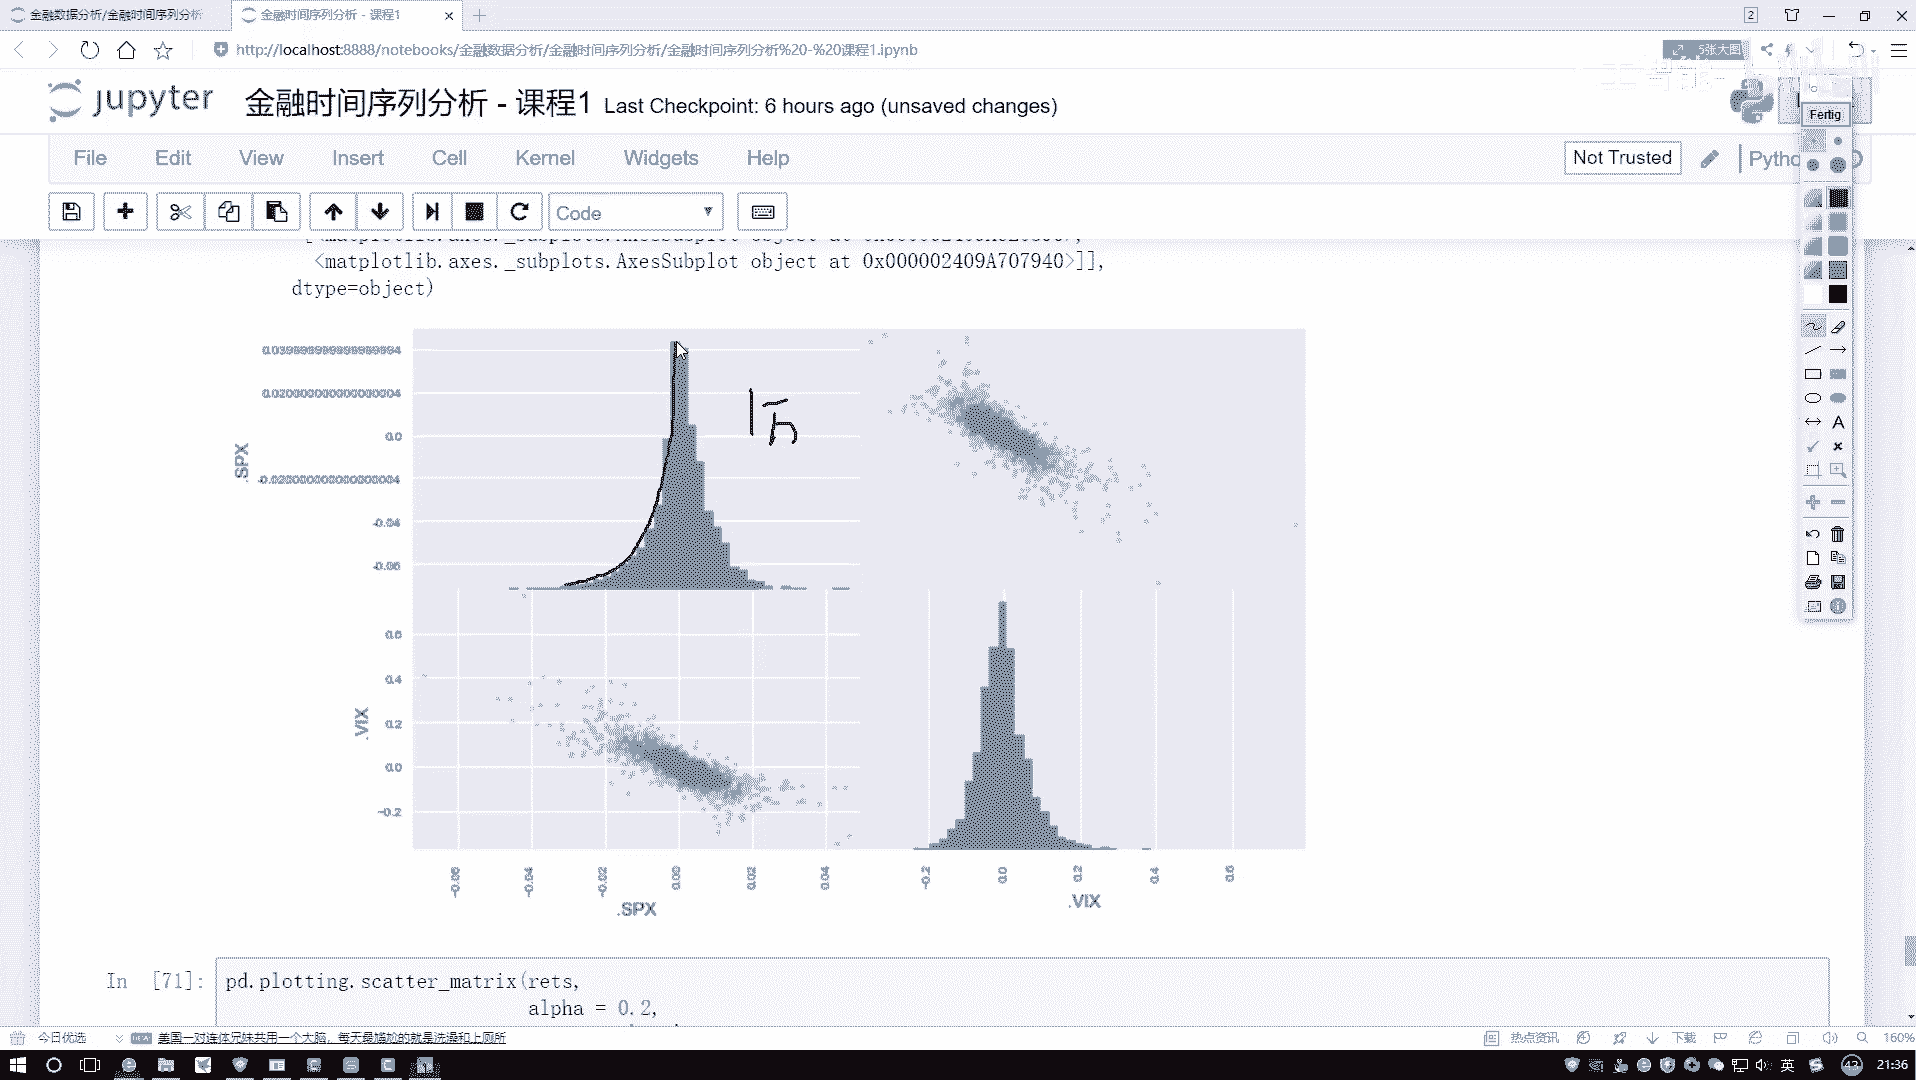 金融数据分析/金融时间序列分析
金融时间序列分析 - 课程1
2
http://localhost:8888/notebooks/金融数据分析/金融时间序列分析/金融时间序列分析%20-%20课程1.ipynb
5张大图
jupyter 金融时间序列分析 - 课程1 Last Checkpoint: 6 hours ago (unsaved changes)
Fertig
File Edit View Insert Cell Kernel Widgets Help
Not Trusted
Pytho
Code
<matplotlib.axes._subplots.AxesSubplot object at 0x000002409A707940>]],
dtype=object)
.SPX
0.0
-0.04
-0.06
.VIX
0.6
0.4
0.2
0.0
-0.2
-0.06 -0.04 -0.02 0.00 0.02 0.04
-0.2 0.0 0.2 0.4 0.6
.SPX
.VIX
In [71]: pd.plotting.scatter_matrix(rets,
alpha = 0.2,
今日优选
美国一对连体兄妹共用一个大脑，每天最尴尬的就是洗澡和上厕所
热点资讯
下载
160%
英
43
21:36